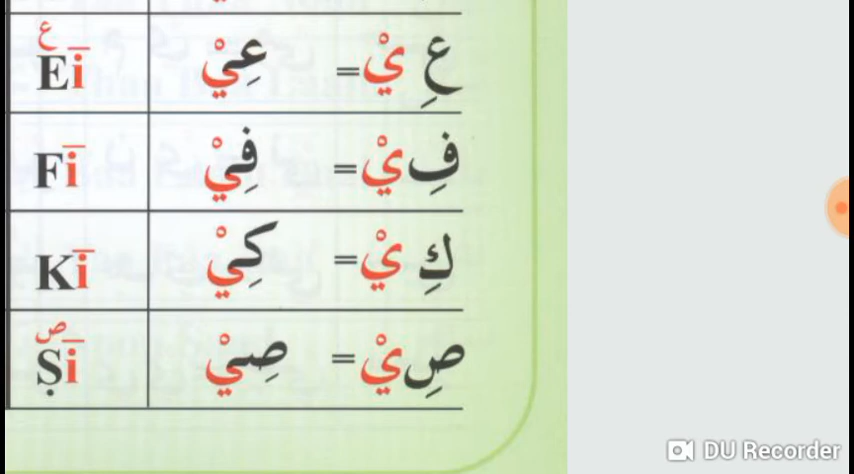 عِ يْ = عِيْ Eī ع
فِ يْ = فِيْ Fī
كِ يْ = كِيْ Kī
صِ يْ = صِيْ Ṣī ص
DU Recorder